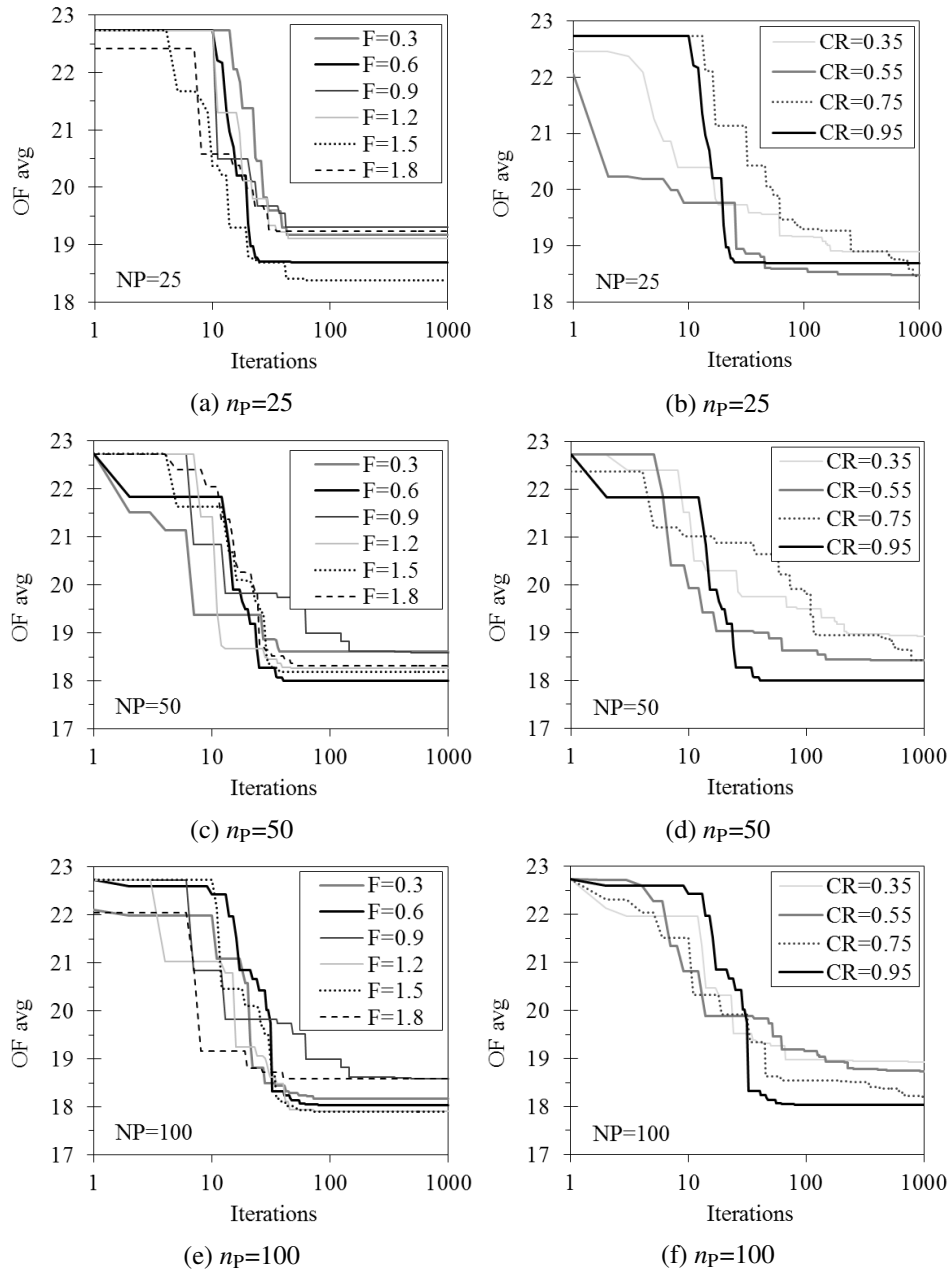 23
22
21
20
19
18
OF avg
F=0.3
F=0.6
F=0.9
F=1.2
F=1.5
F=1.8
NP=25
1 10 100 1000
Iterations
(a) nP=25
23
22
21
20
19
18
OF avg
CR=0.35
CR=0.55
CR=0.75
CR=0.95
NP=25
1 10 100 1000
Iterations
(b) nP=25
23
22
21
20
19
18
17
OF avg
F=0.3
F=0.6
F=0.9
F=1.2
F=1.5
F=1.8
NP=50
1 10 100 1000
Iterations
(c) nP=50
23
22
21
20
19
18
17
OF avg
CR=0.35
CR=0.55
CR=0.75
CR=0.95
NP=50
1 10 100 1000
Iterations
(d) nP=50
23
22
21
20
19
18
17
OF avg
F=0.3
F=0.6
F=0.9
F=1.2
F=1.5
F=1.8
NP=100
1 10 100 1000
Iterations
(e) nP=100
23
22
21
20
19
18
17
OF avg
CR=0.35
CR=0.55
CR=0.75
CR=0.95
NP=100
1 10 100 1000
Iterations
(f) nP=100